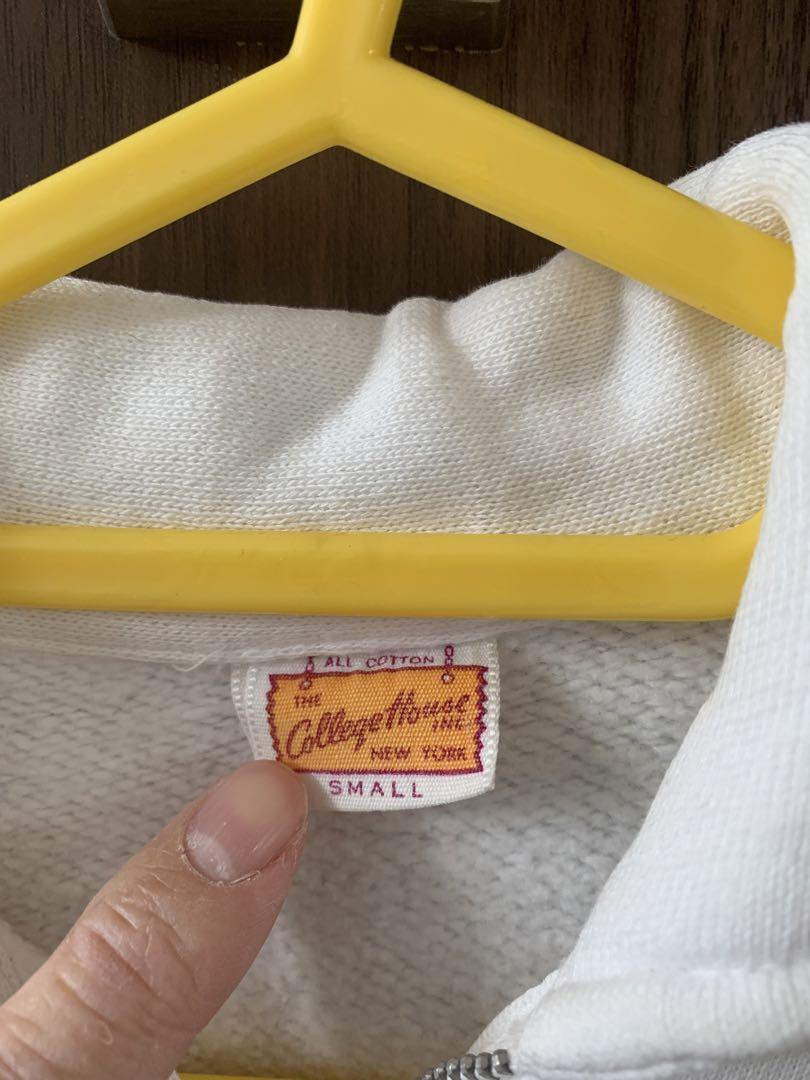 ALL COTTON
THE
College House
INC.
NEW YORK
SMALL